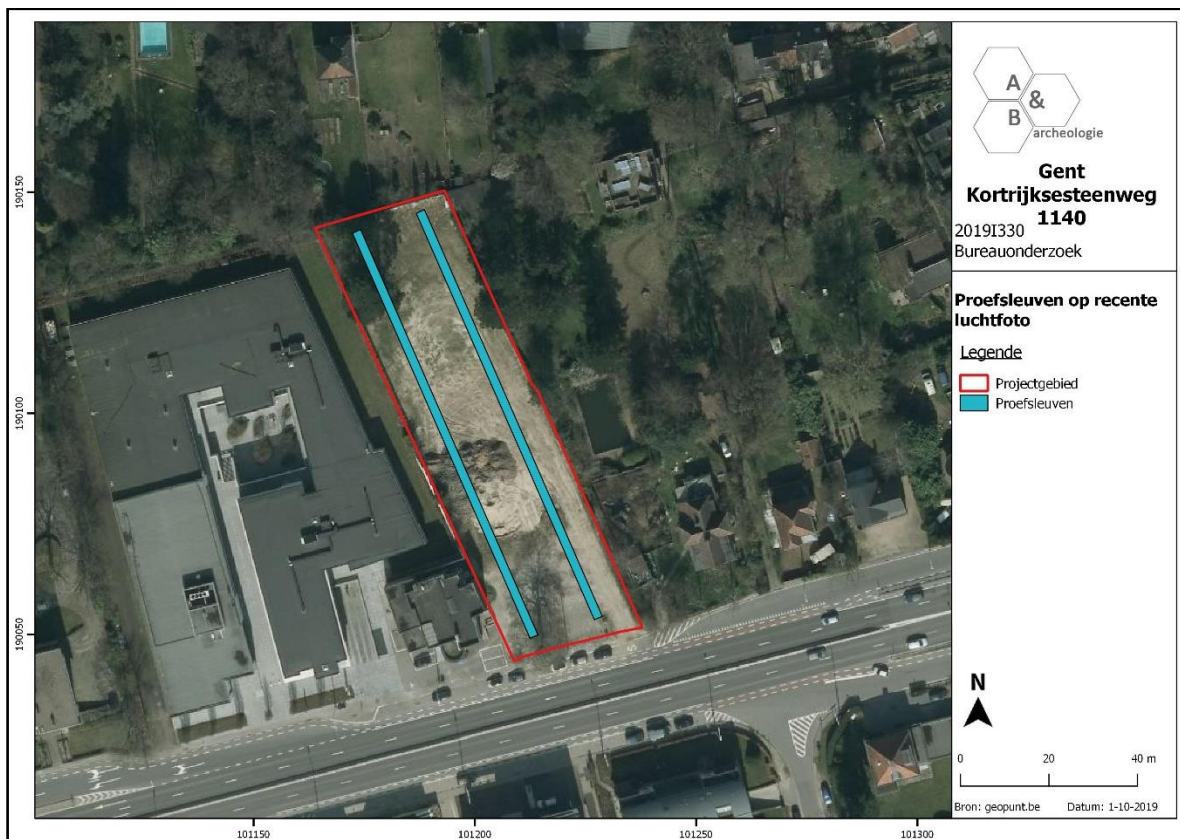 A
&
B
archeologie
Gent
Kortrijksesteenweg
1140
2019I330
Bureauonderzoek
Proefsleuven op recente
luchtfoto
Legende
Projectgebied
Proefsleuven
N
0 20 40 m
Bron: geopunt.be Datum: 1-10-2019
190150
190100
190050
101150 101200 101250 101300